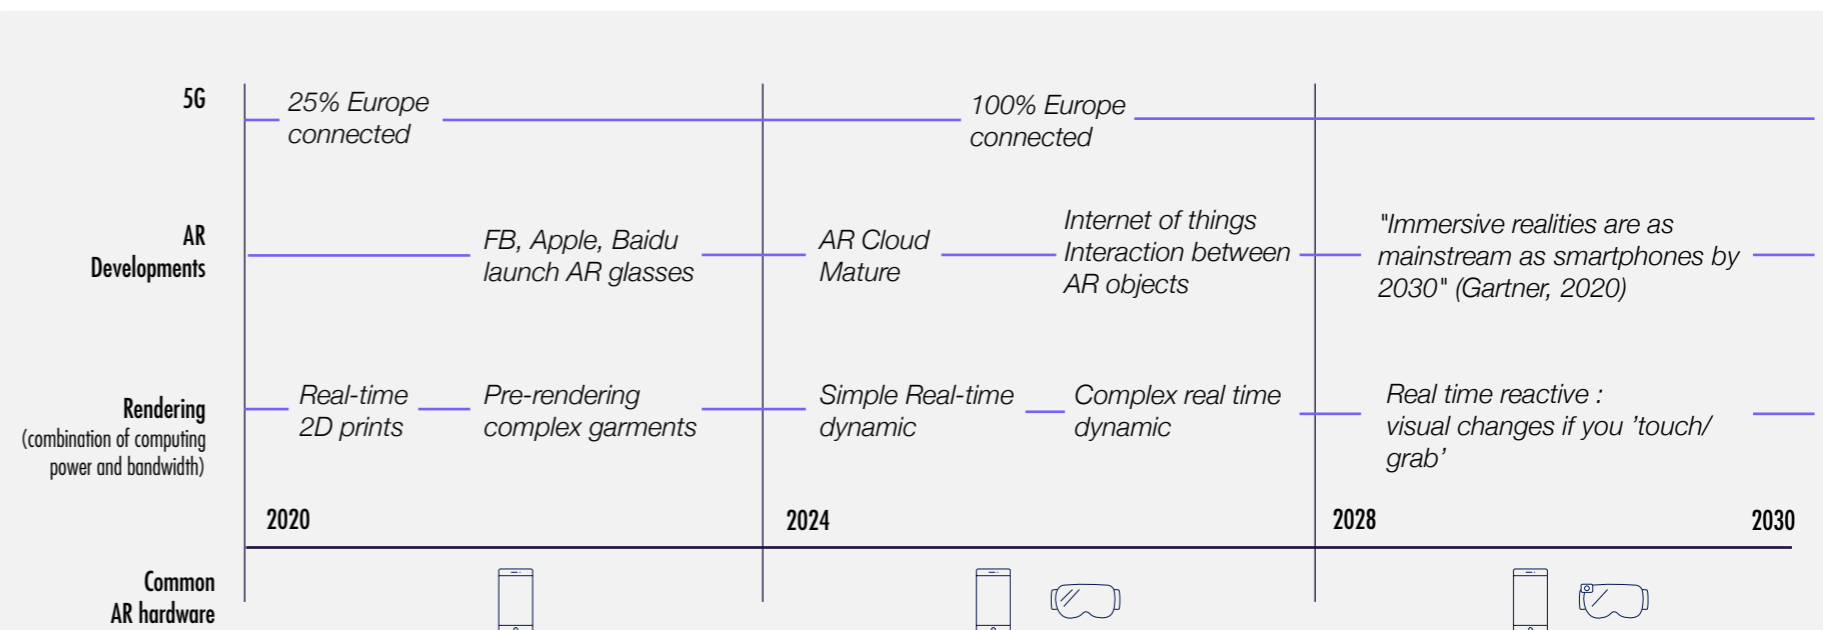 5G
25% Europe
connected
100% Europe
connected
AR
Developments
FB, Apple, Baidu
launch AR glasses
AR Cloud
Mature
Internet of things
Interaction between
AR objects
"Immersive realities are as
mainstream as smartphones by
2030" (Gartner, 2020)
Rendering
(combination of computing
power and bandwidth)
Real-time
2D prints
Pre-rendering
complex garments
Simple Real-time
dynamic
Complex real time
dynamic
Real time reactive :
visual changes if you ’touch/
grab’
2020
2024
2028
2030
Common
AR hardware